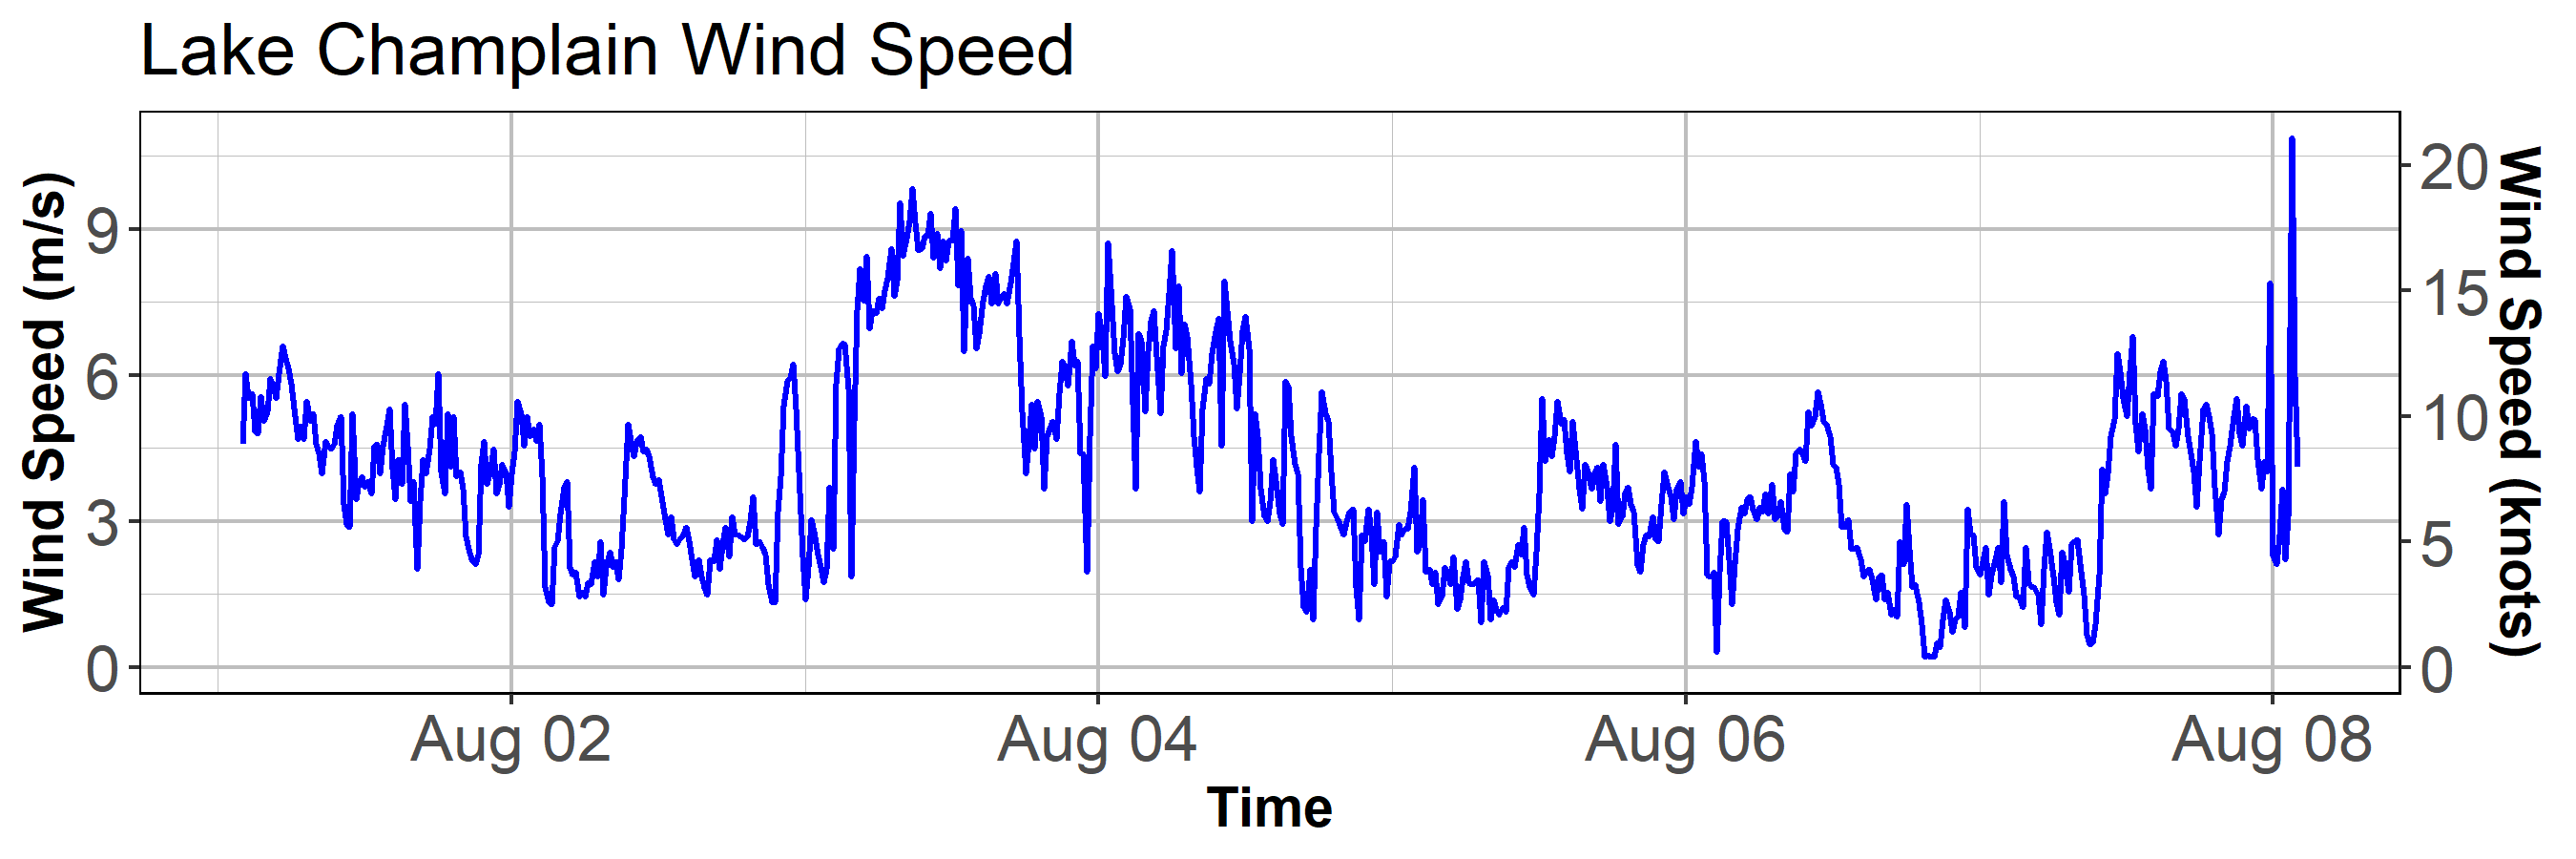 Lake Champlain Wind Speed
Wind Speed (m/s)
9
6
3
0
20
15
10
5
0
Wind Speed (knots)
Aug 02
Aug 04
Aug 06
Aug 08
Time